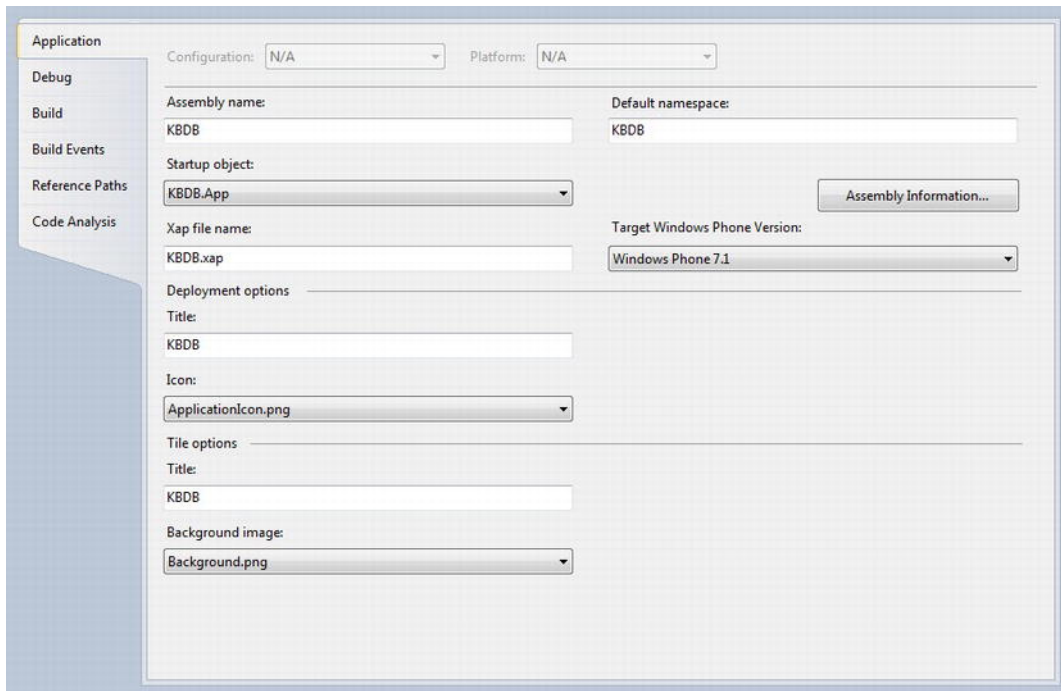 Application
Debug
Build
Build Events
Reference Paths
Code Analysis
Configuration: N/A Platform: N/A
Assembly name: Default namespace:
KBDB KBDB
Startup object:
KBDB.App Assembly Information...
Xap file name: Target Windows Phone Version:
KBDB.xap Windows Phone 7.1
Deployment options
Title:
KBDB
Icon:
ApplicationIcon.png
Tile options
Title:
KBDB
Background image:
Background.png